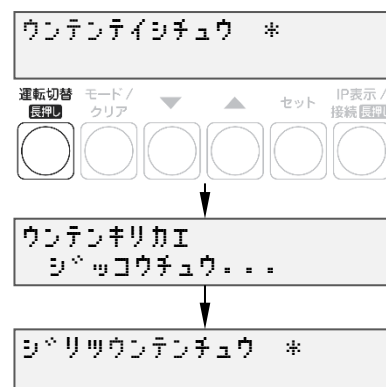 ウンテンテイシチュウ *
運転切替 モード/ ▼ ▲ セット IP表示/
長押し クリア 接続 長押し
ウンテンキリカエ
ジッコウチュウ...
ジリツウンテンチュウ *